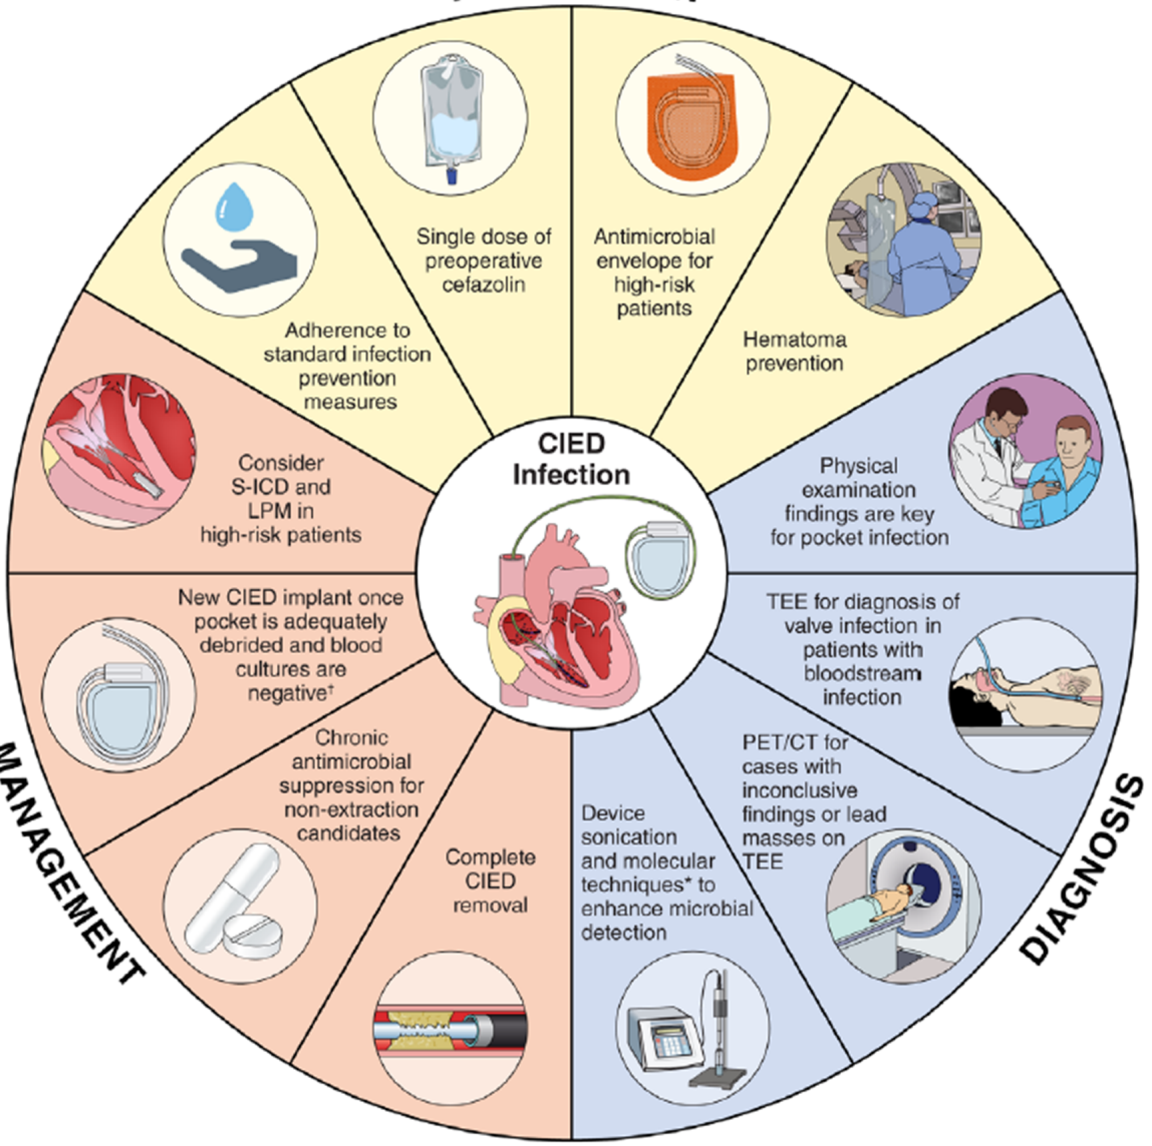 CIED
Infection
Single dose of
preoperative
cefazolin
Antimicrobial
envelope for
high-risk
patients
Hematoma
prevention
Physical
examination
findings are key
for pocket infection
TEE for diagnosis of
valve infection in
patients with
bloodstream
infection
PET/CT for
cases with
inconclusive
findings or lead
masses on
TEE
Device
sonication
and molecular
techniques* to
enhance microbial
detection
Complete
CIED
removal
Chronic
antimicrobial
suppression for
non-extraction
candidates
New CIED implant once
pocket is adequately
debrided and blood
cultures are
negative†
Consider
S-ICD and
LPM in
high-risk patients
Adherence to
standard infection
prevention
measures
DIAGNOSIS
MANAGEMENT